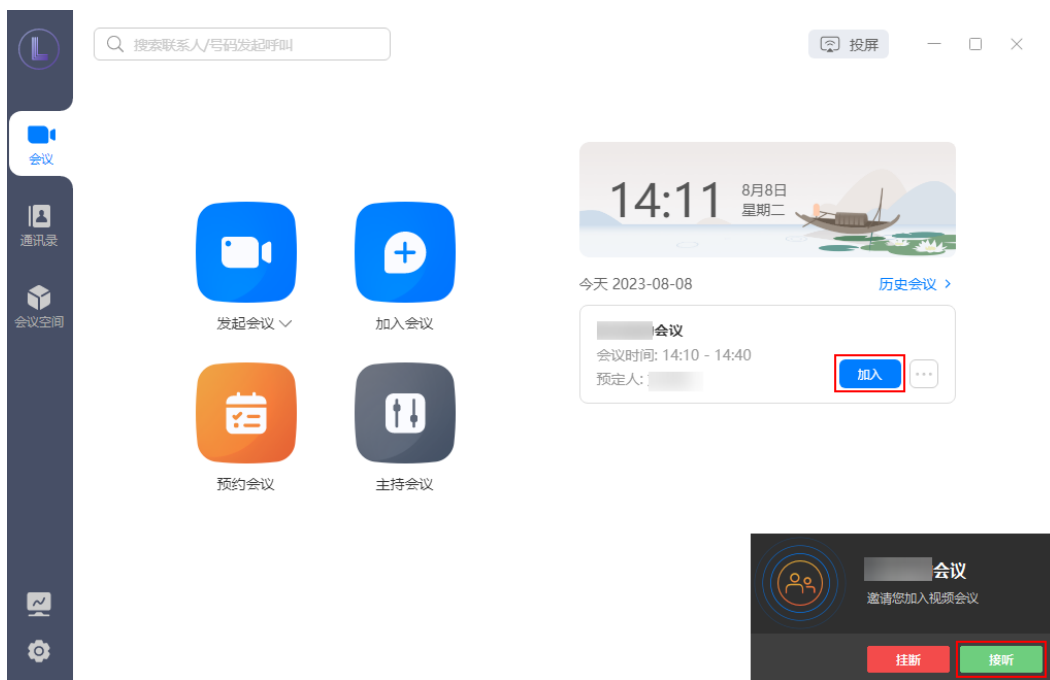 搜索联系人/号码发起呼叫
投屏
会议
通讯录
会议空间
发起会议
加入会议
预约会议
主持会议
14:11
8月8日
星期二
今天 2023-08-08
历史会议
会议
会议时间: 14:10 - 14:40
预定人:
加入
会议
邀请您加入视频会议
挂断
接听